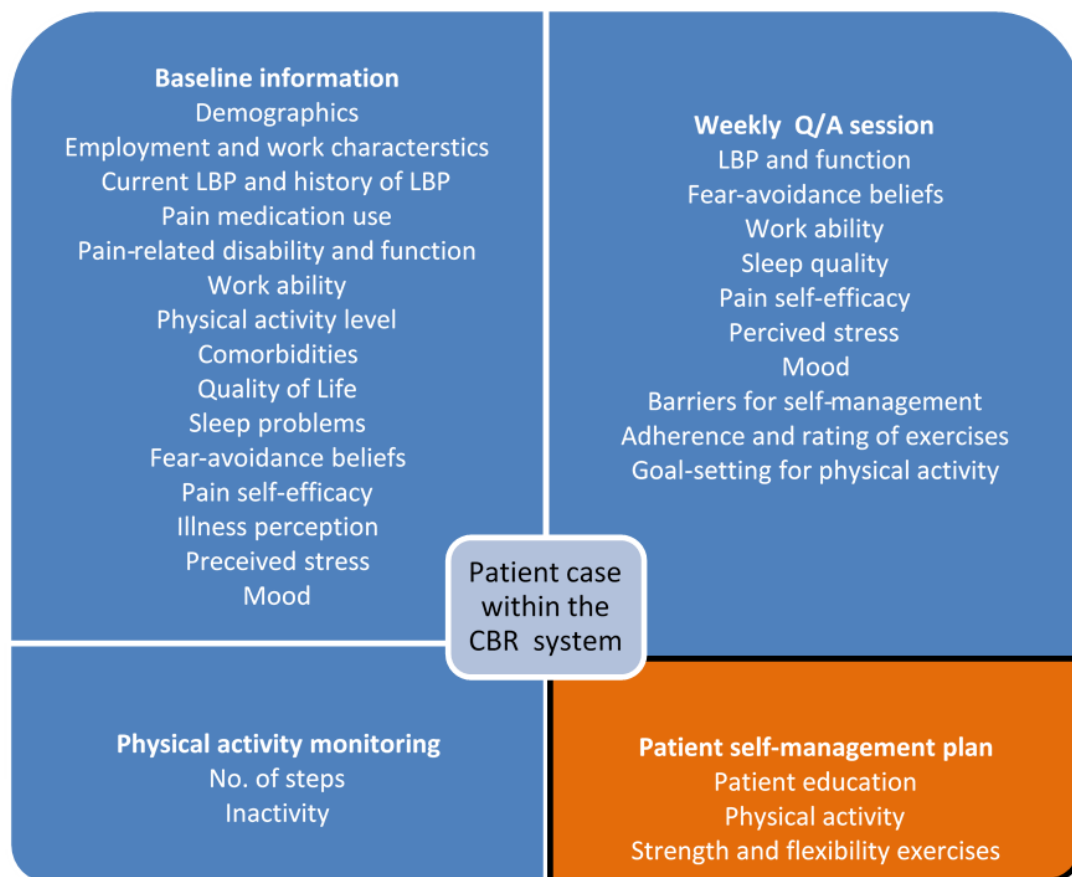 Baseline information
Demographics
Employment and work characterstics
Current LBP and history of LBP
Pain medication use
Pain-related disability and function
Work ability
Physical activity level
Comorbidities
Quality of Life
Sleep problems
Fear-avoidance beliefs
Pain self-efficacy
Illness perception
Preceived stress
Mood
Weekly Q/A session
LBP and function
Fear-avoidance beliefs
Work ability
Sleep quality
Pain self-efficacy
Percived stress
Mood
Barriers for self-management
Adherence and rating of exercises
Goal-setting for physical activity
Patient case
within the
CBR system
Physical activity monitoring
No. of steps
Inactivity
Patient self-management plan
Patient education
Physical activity
Strength and flexibility exercises